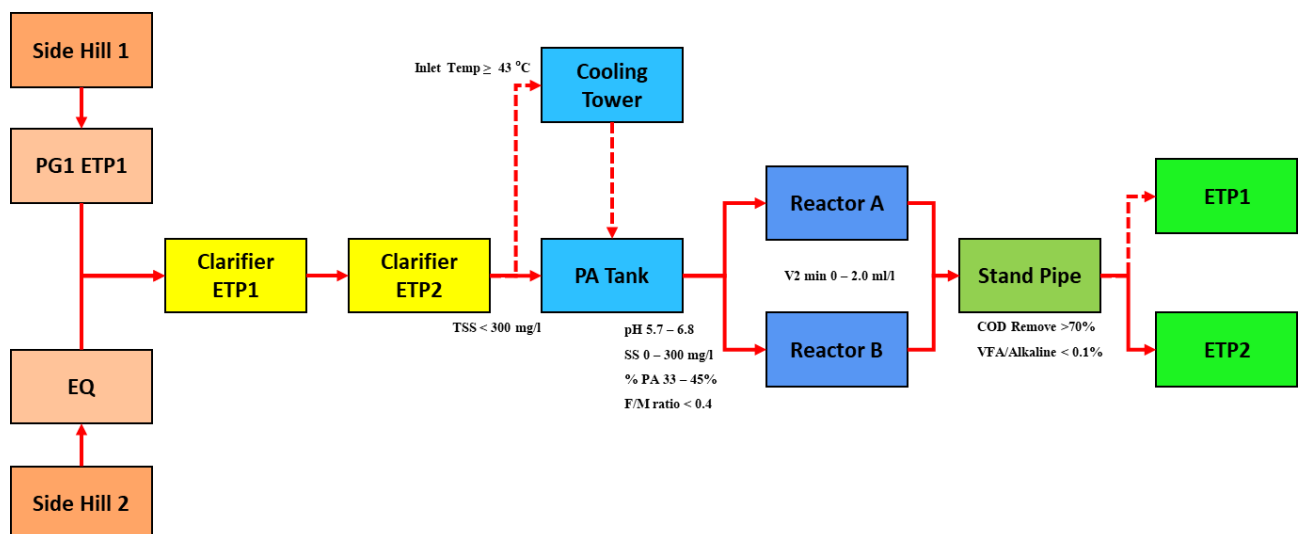 Side Hill 1
PG1 ETP1
EQ
Side Hill 2
Clarifier
ETP1
Clarifier
ETP2
TSS < 300 mg/l
Inlet Temp ≥ 43 °C
Cooling
Tower
PA Tank
pH 5.7 – 6.8
SS 0 – 300 mg/l
% PA 33 – 45%
F/M ratio < 0.4
Reactor A
V2 min 0 – 2.0 ml/l
Reactor B
Stand Pipe
COD Remove >70%
VFA/Alkaline < 0.1%
ETP1
ETP2